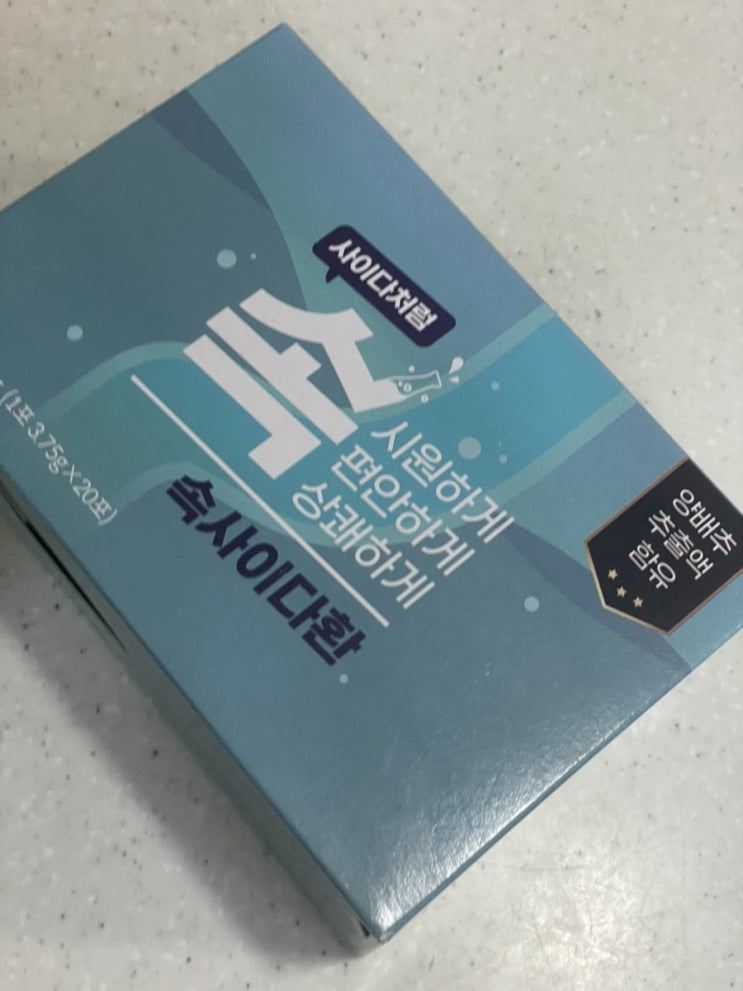 사이다처럼
속
시원하게
편안하게
상쾌하게
속사이다환
양배추
추출액
함유
(1포 3.75g×20포)